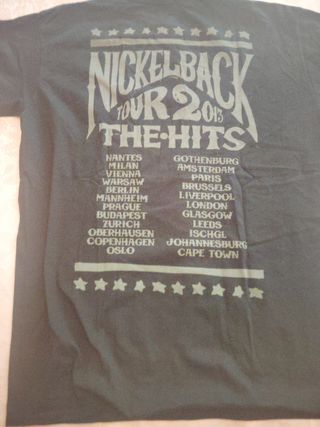 NICKELBACK
TOUR 2013
THE·HITS
NANTES
MILAN
VIENNA
WARSAW
BERLIN
MANNHEIM
PRAGUE
BUDAPEST
ZURICH
OBERHAUSEN
COPENHAGEN
OSLO
GOTHENBURG
AMSTERDAM
PARIS
BRUSSELS
LIVERPOOL
LONDON
GLASGOW
LEEDS
ISCHGL
JOHANNESBURG
CAPE TOWN